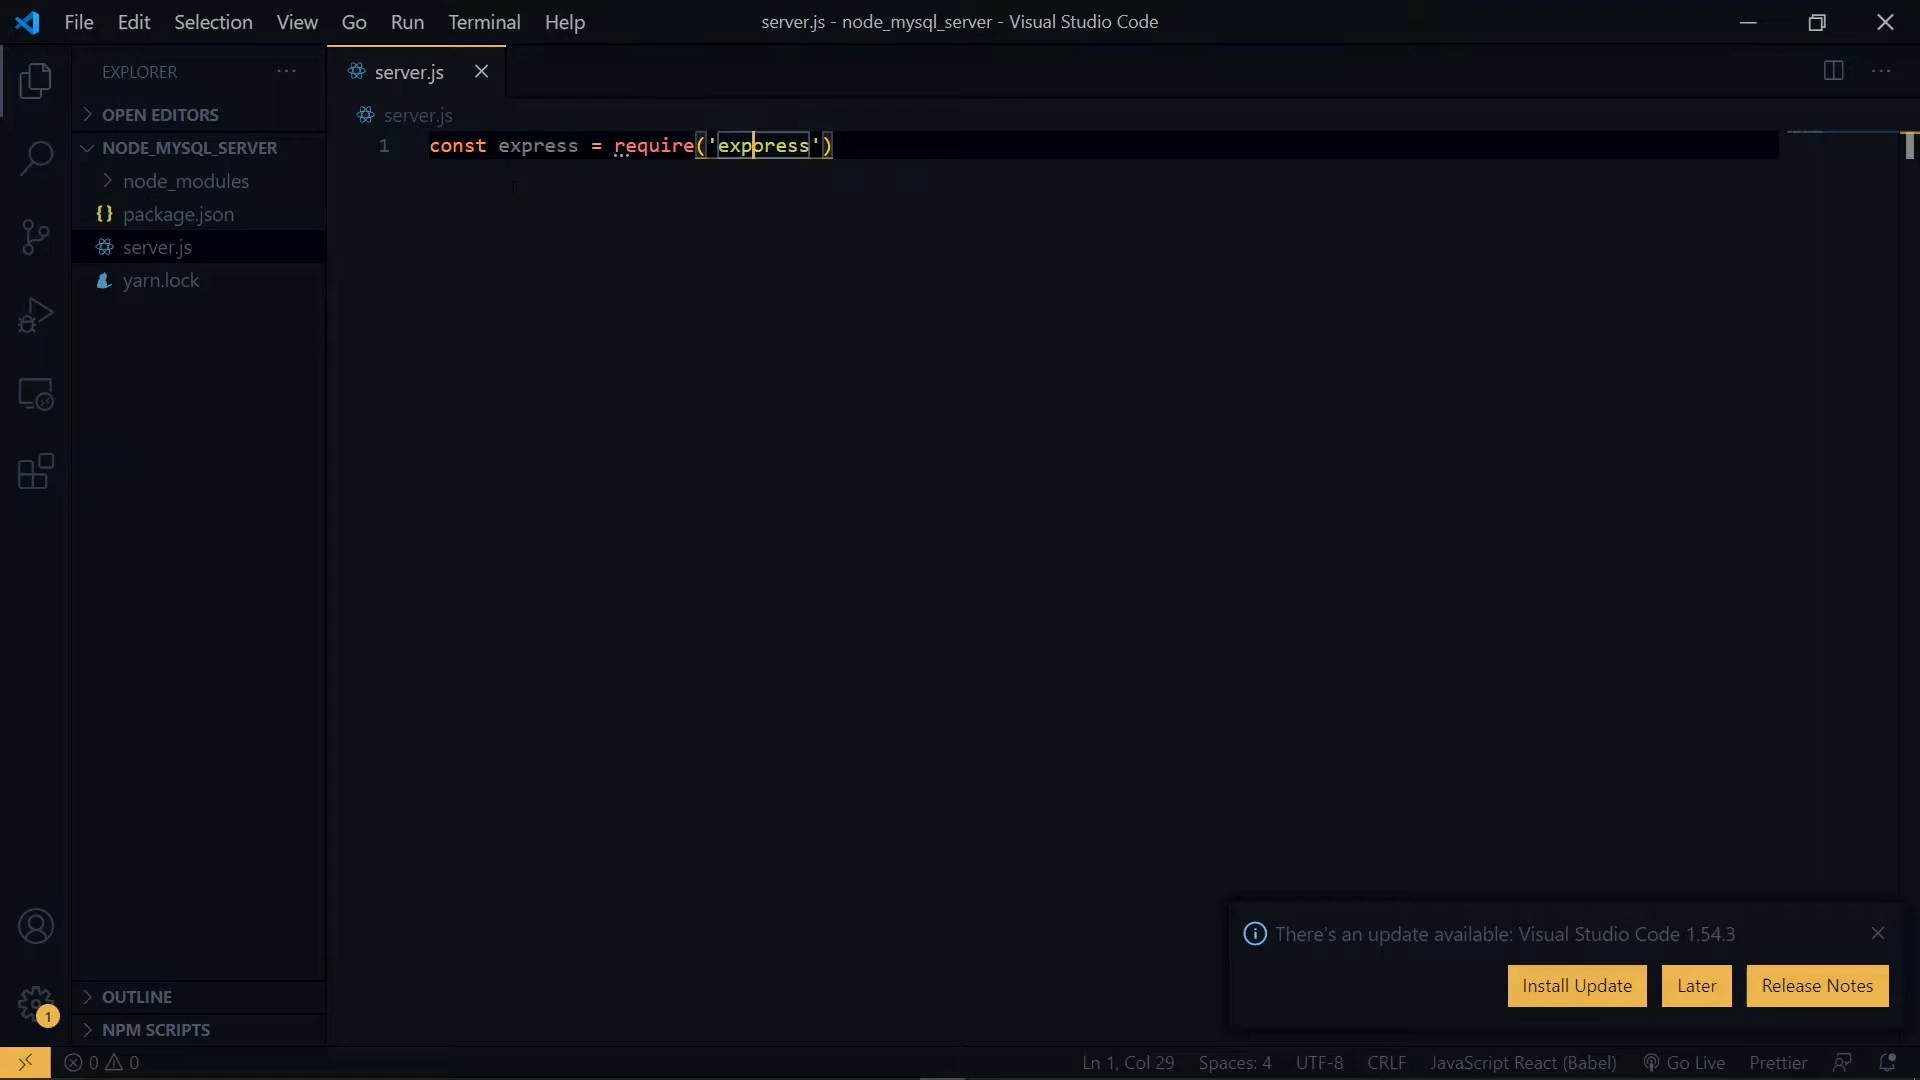 File Edit Selection View Go Run Terminal Help server.js - node_mysql_server - Visual Studio Code
EXPLORER
server.js
OPEN EDITORS
server.js
NODE_MYSQL_SERVER
node_modules
package.json
server.js
yarn.lock
1 const express = require('exppress')
There's an update available: Visual Studio Code 1.54.3
Install Update Later Release Notes
OUTLINE
NPM SCRIPTS
1
0 0 Ln 1, Col 29 Spaces: 4 UTF-8 CRLF JavaScript React (Babel) Go Live Prettier